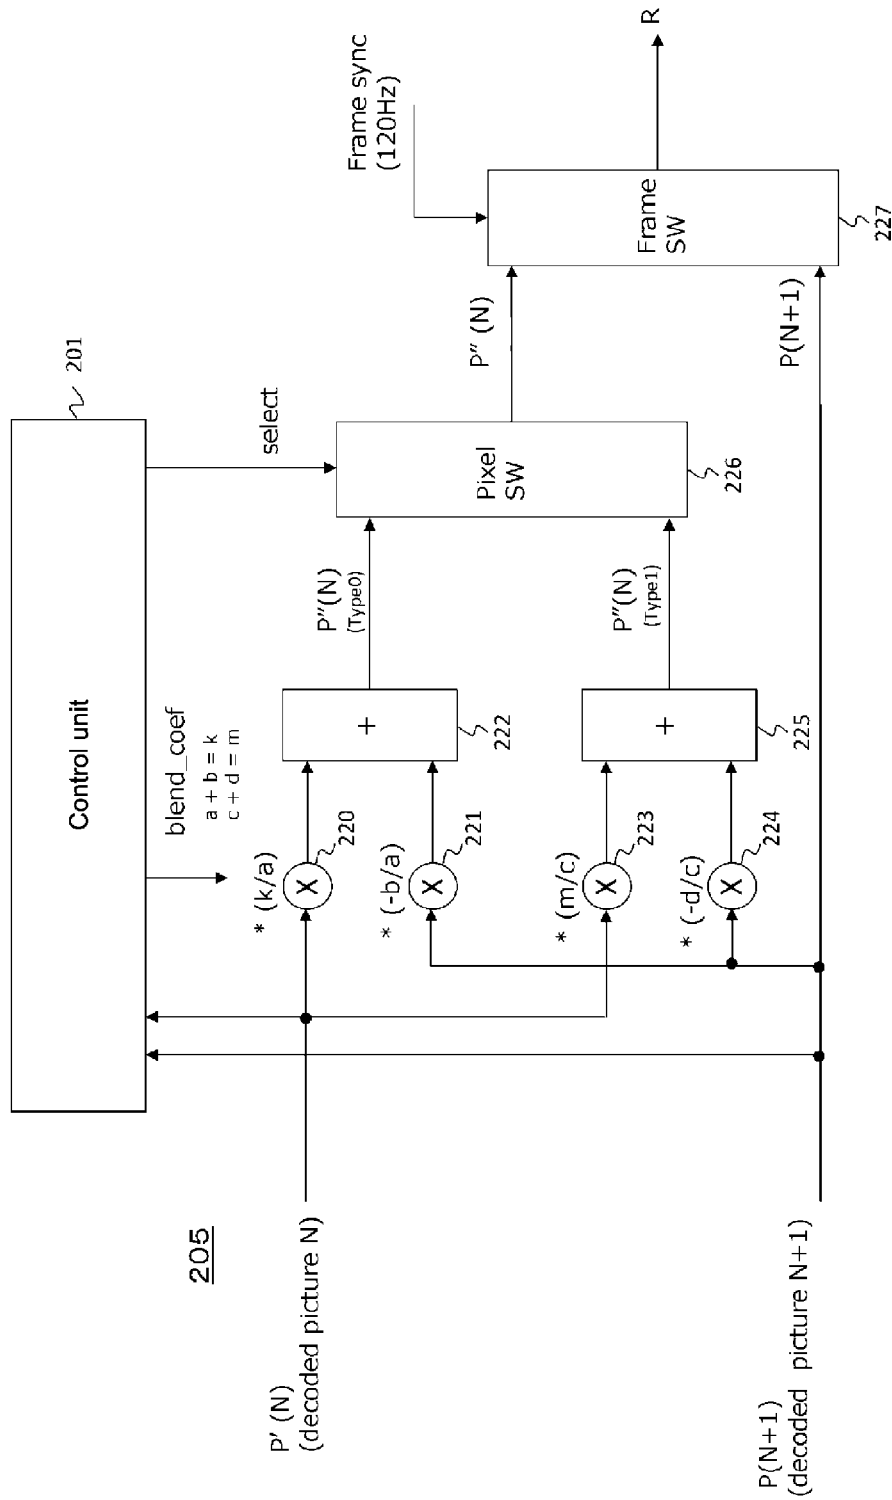 205
P' (N)
(decoded picture N)
P(N+1)
(decoded picture N+1)
Control unit
201
blend_coef
a + b = k
c + d = m
select
* (k/a)
X
220
* (-b/a)
X
221
* (m/c)
X
223
* (-d/c)
X
224
+
222
+
225
P''(N)
(Type0)
P''(N)
(Type1)
Pixel
SW
226
P'' (N)
P(N+1)
Frame sync
(120Hz)
Frame
SW
227
R